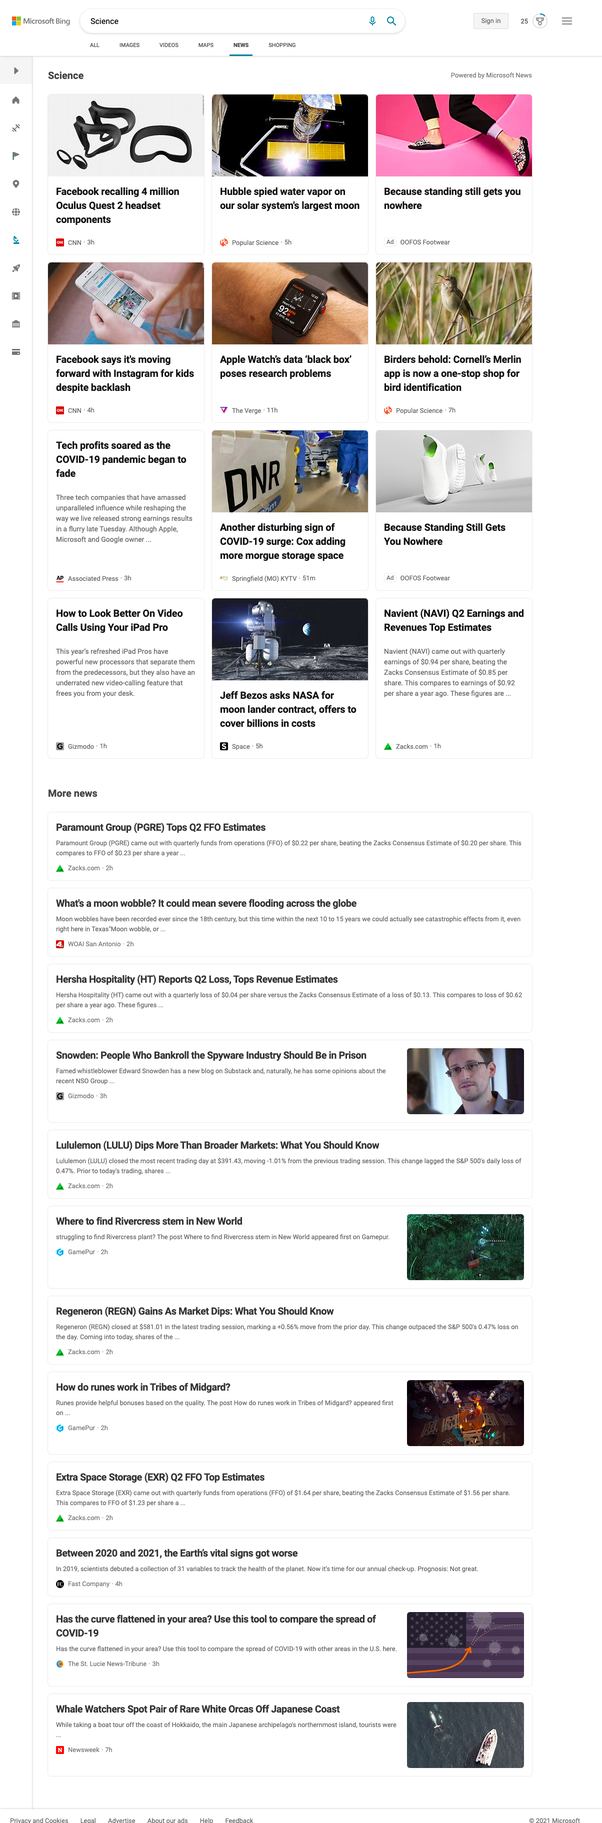 Microsoft Bing
Science
Sign in
25
ALL IMAGES VIDEOS MAPS NEWS SHOPPING
Science
Powered by Microsoft News
Facebook recalling 4 million
Oculus Quest 2 headset
components
CNN · 3h
Hubble spied water vapor on
our solar system's largest moon
Popular Science · 5h
Because standing still gets you
nowhere
Ad OOFOS Footwear
Facebook says it's moving
forward with Instagram for kids
despite backlash
CNN · 4h
92
Apple Watch's data 'black box'
poses research problems
The Verge · 11h
Birders behold: Cornell's Merlin
app is now a one-stop shop for
bird identification
Popular Science · 7h
Tech profits soared as the
COVID-19 pandemic began to
fade
Three tech companies that have amassed
unparalleled influence while reshaping the
way we live released strong earnings results
in a flurry late Tuesday. Although Apple,
Microsoft and Google owner ...
AP Associated Press · 3h
DNR
Another disturbing sign of
COVID-19 surge: Cox adding
more morgue storage space
Springfield (MO) KYTV · 51m
Because Standing Still Gets
You Nowhere
Ad OOFOS Footwear
How to Look Better On Video
Calls Using Your iPad Pro
This year's refreshed iPad Pros have
powerful new processors that separate them
from the predecessors, but they also have an
underrated new video-calling feature that
frees you from your desk.
G Gizmodo · 1h
Jeff Bezos asks NASA for
moon lander contract, offers to
cover billions in costs
S Space · 5h
Navient (NAVI) Q2 Earnings and
Revenues Top Estimates
Navient (NAVI) came out with quarterly
earnings of $0.94 per share, beating the
Zacks Consensus Estimate of $0.85 per
share. This compares to earnings of $0.92
per share a year ago. These figures are ...
Zacks.com · 1h
More news
Paramount Group (PGRE) Tops Q2 FFO Estimates
Paramount Group (PGRE) came out with quarterly funds from operations (FFO) of $0.22 per share, beating the Zacks Consensus Estimate of $0.20 per share. This
compares to FFO of $0.23 per share a year ...
Zacks.com · 2h
What's a moon wobble? It could mean severe flooding across the globe
Moon wobbles have been recorded ever since the 18th century, but this time within the next 10 to 15 years we could actually see catastrophic effects from it, even
right here in Texas"Moon wobble, or ...
WOAI San Antonio · 2h
Hersha Hospitality (HT) Reports Q2 Loss, Tops Revenue Estimates
Hersha Hospitality (HT) came out with a quarterly loss of $0.04 per share versus the Zacks Consensus Estimate of a loss of $0.13. This compares to loss of $0.62
per share a year ago. These figures ...
Zacks.com · 2h
Snowden: People Who Bankroll the Spyware Industry Should Be in Prison
Famed whistleblower Edward Snowden has a new blog on Substack and, naturally, he has some opinions about the
recent NSO Group ...
G Gizmodo · 3h
Lululemon (LULU) Dips More Than Broader Markets: What You Should Know
Lululemon (LULU) closed the most recent trading day at $391.43, moving -1.01% from the previous trading session. This change lagged the S&P 500's daily loss of
0.47%. Prior to today's trading, shares ...
Zacks.com · 2h
Where to find Rivercress stem in New World
struggling to find Rivercress plant? The post Where to find Rivercress stem in New World appeared first on Gamepur.
GamePur · 2h
Regeneron (REGN) Gains As Market Dips: What You Should Know
Regeneron (REGN) closed at $581.01 in the latest trading session, marking a +0.56% move from the prior day. This change outpaced the S&P 500's 0.47% loss on
the day. Coming into today, shares of the ...
Zacks.com · 2h
How do runes work in Tribes of Midgard?
Runes provide helpful bonuses based on the quality. The post How do runes work in Tribes of Midgard? appeared first
on ...
GamePur · 2h
Extra Space Storage (EXR) Q2 FFO Top Estimates
Extra Space Storage (EXR) came out with quarterly funds from operations (FFO) of $1.64 per share, beating the Zacks Consensus Estimate of $1.56 per share.
This compares to FFO of $1.23 per share a ...
Zacks.com · 2h
Between 2020 and 2021, the Earth's vital signs got worse
In 2019, scientists debuted a collection of 31 variables to track the health of the planet. Now it's time for our annual check-up. Prognosis: Not great.
Fast Company · 4h
Has the curve flattened in your area? Use this tool to compare the spread of
COVID-19
Has the curve flattened in your area? Use this tool to compare the spread of COVID-19 with other areas in the U.S. here.
The St. Lucie News-Tribune · 3h
Whale Watchers Spot Pair of Rare White Orcas Off Japanese Coast
While taking a boat tour off the coast of Hokkaido, the main Japanese archipelago's northernmost island, tourists were
...
N Newsweek · 7h
Privacy and Cookies Legal Advertise About our ads Help Feedback
© 2021 Microsoft